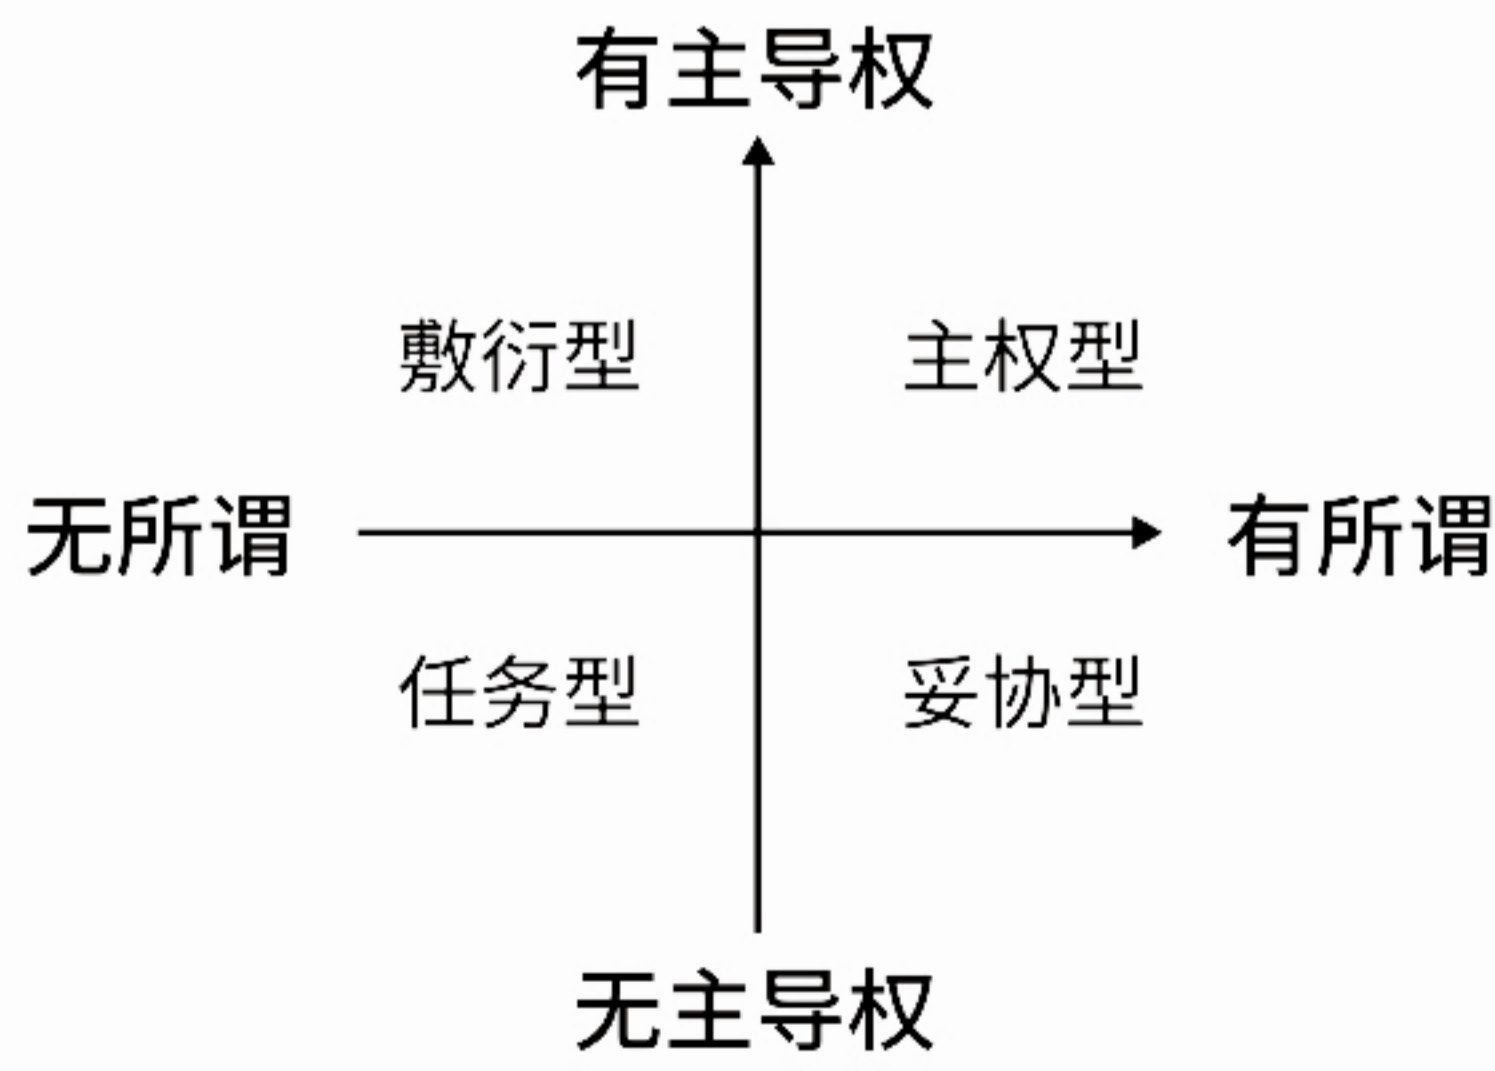 有主导权
敷衍型
主权型
无所谓
有所谓
任务型
妥协型
无主导权